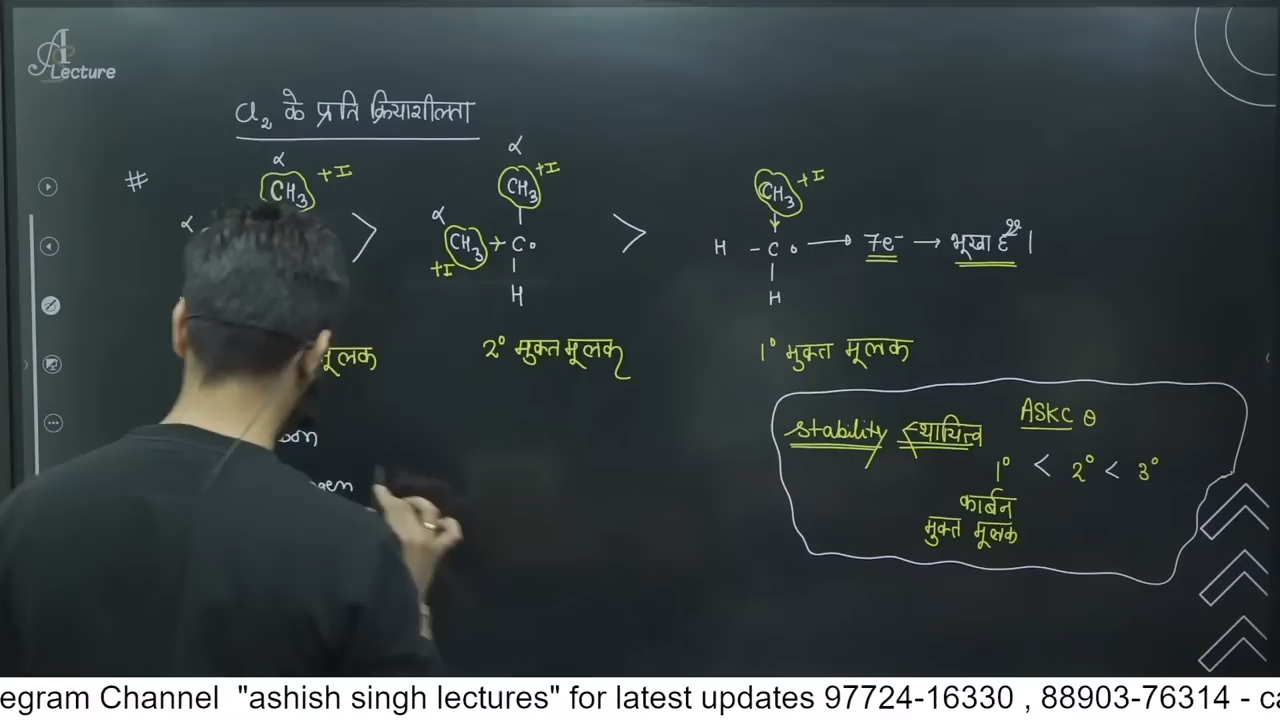 A
Lecture
Cl₂ के प्रति क्रियाशीलता
#
α
CH₃ +I
α
>
α
CH₃ +I
α
CH₃ → C•
+I
H
2° मुक्त मूलक
>
CH₃ +I
H - C • → 7e⁻ → भूखा है।
H
1° मुक्त मूलक
मूलक
Stability स्थायित्व ASKC θ
1° < 2° < 3°
कार्बन
मुक्त मूलक
egram Channel "ashish singh lectures" for latest updates 97724-16330 , 88903-76314 - ca